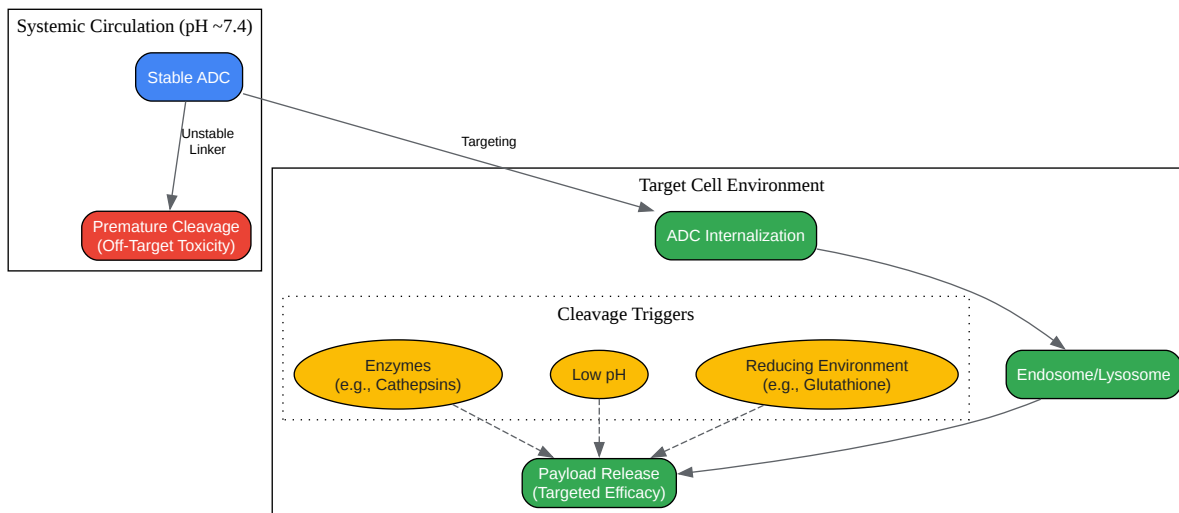 Systemic Circulation (pH ~7.4)
Stable ADC
Unstable
Linker
Targeting
Premature Cleavage
(Off-Target Toxicity)
Target Cell Environment
ADC Internalization
Cleavage Triggers
Enzymes
(e.g., Cathepsins)
Low pH
Reducing Environment
(e.g., Glutathione)
Endosome/Lysosome
Payload Release
(Targeted Efficacy)